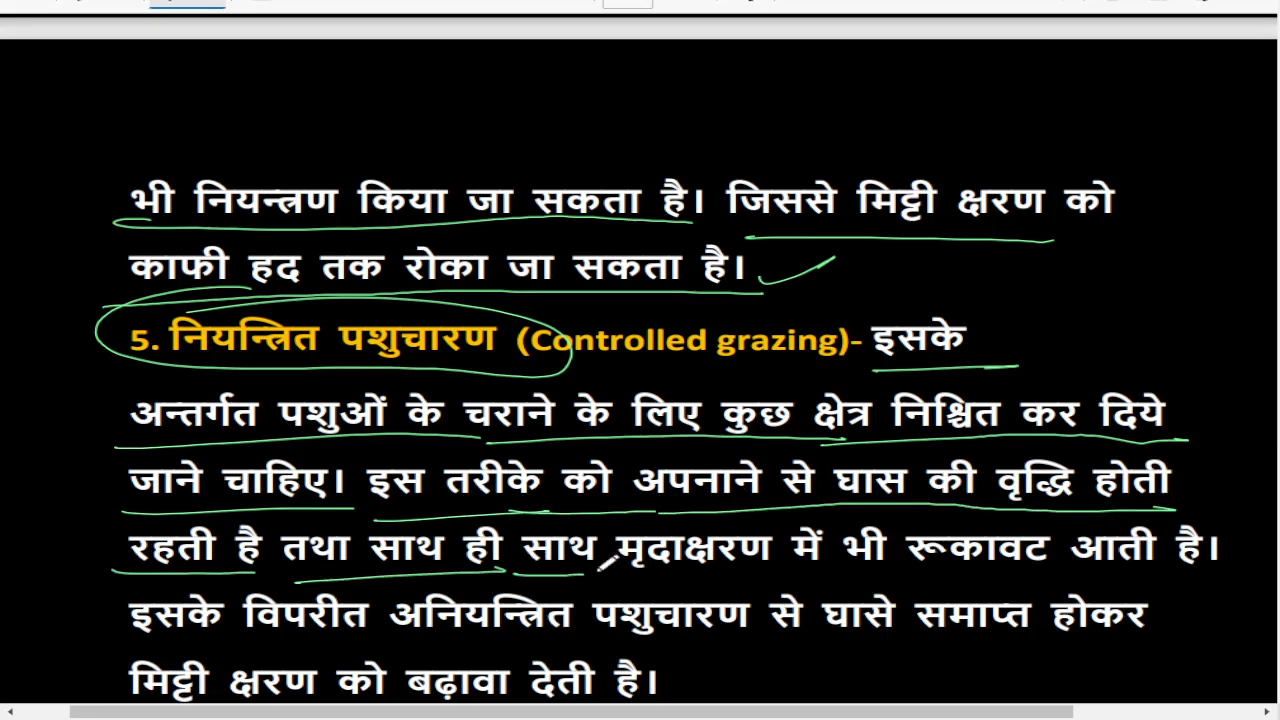 भी नियन्त्रण किया जा सकता है। जिससे मिट्टी क्षरण को
काफी हद तक रोका जा सकता है।
5. नियन्त्रित पशुचारण (Controlled grazing)- इसके
अन्तर्गत पशुओं के चराने के लिए कुछ क्षेत्र निश्चित कर दिये
जाने चाहिए। इस तरीके को अपनाने से घास की वृद्धि होती
रहती है तथा साथ ही साथ मृदाक्षरण में भी रूकावट आती है।
इसके विपरीत अनियन्त्रित पशुचारण से घासे समाप्त होकर
मिट्टी क्षरण को बढ़ावा देती है।